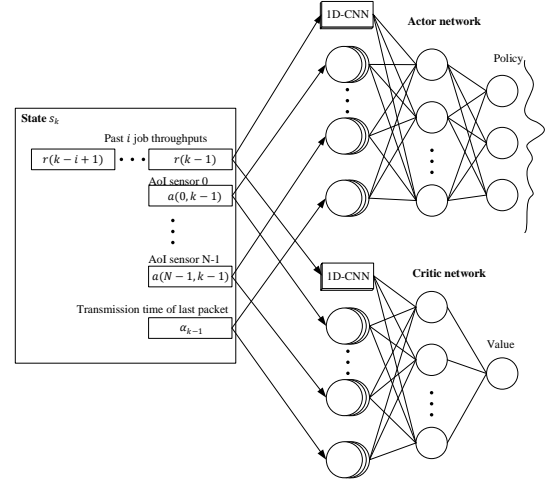 1D-CNN
Actor network
Policy
State s_k
Past i job throughputs
r(k − i + 1) • • • r(k − 1)
AoI sensor 0
a(0, k − 1)
AoI sensor N-1
a(N − 1, k − 1)
Transmission time of last packet
α_{k−1}
1D-CNN
Critic network
Value